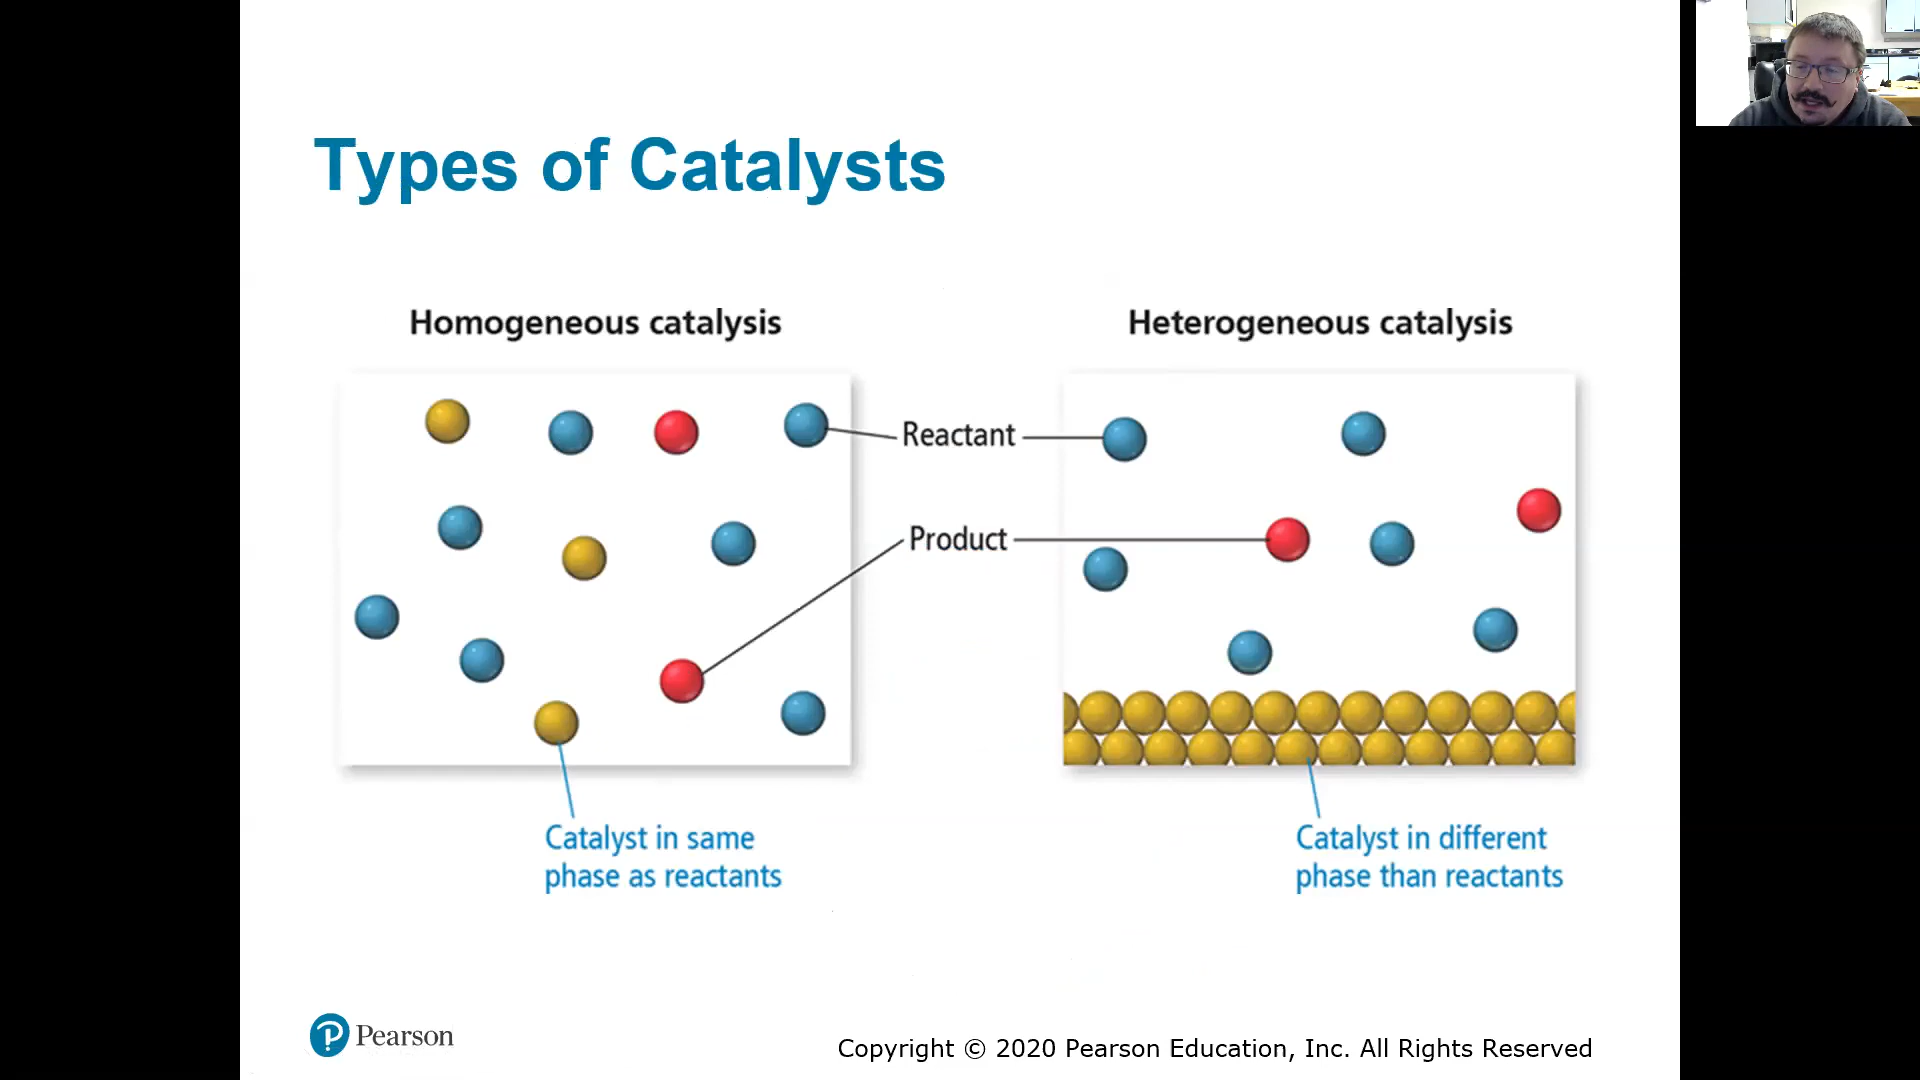 Types of Catalysts
Homogeneous catalysis
Heterogeneous catalysis
Reactant
Product
Catalyst in same
phase as reactants
Catalyst in different
phase than reactants
P Pearson
Copyright © 2020 Pearson Education, Inc. All Rights Reserved